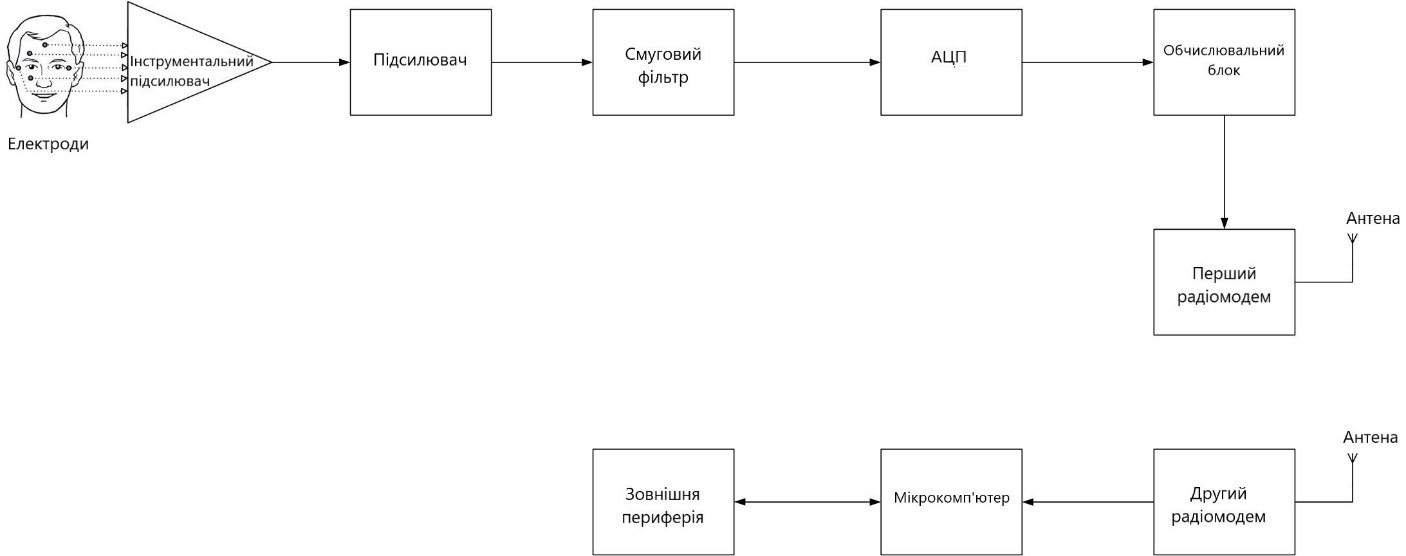 Інструментальний
підсилювач
Підсилювач
Смуговий
фільтр
АЦП
Обчислювальний
блок
Електроди
Антена
Перший
радіомодем
Антена
Зовнішня
периферія
Мікрокомп'ютер
Другий
радіомодем